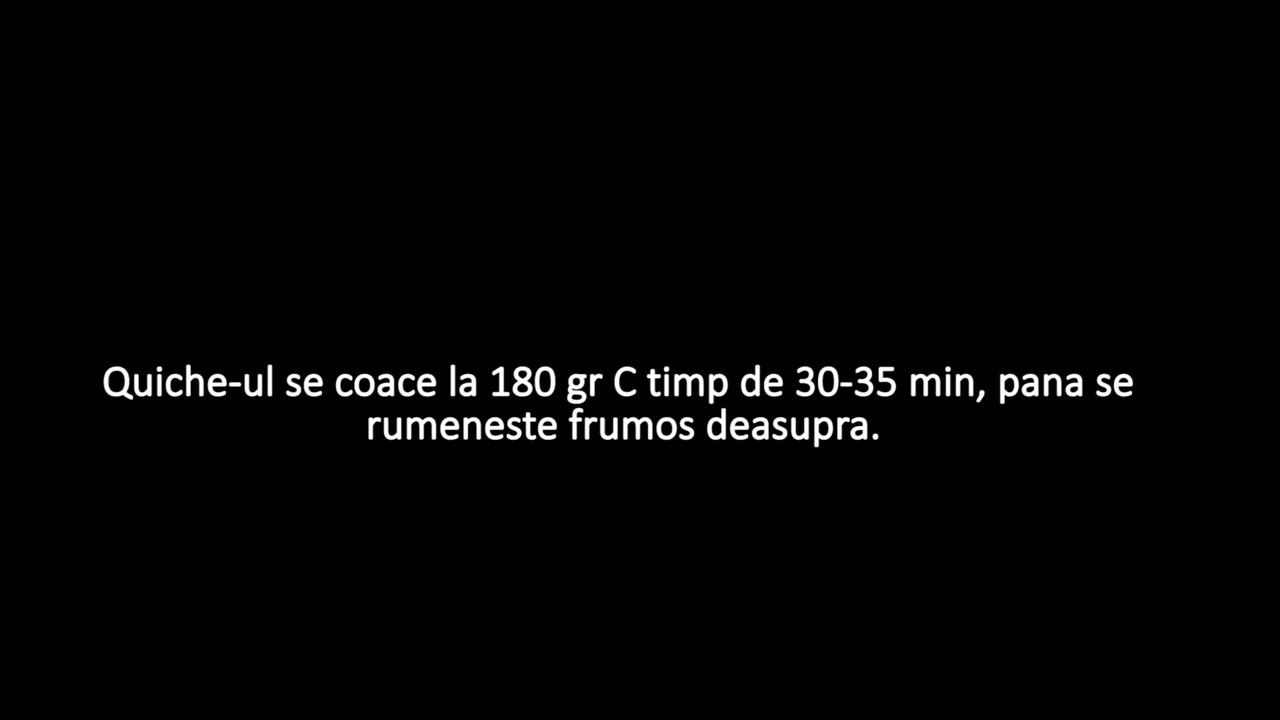 Quiche-ul se coace la 180 gr C timp de 30-35 min, pana se
rumeneste frumos deasupra.